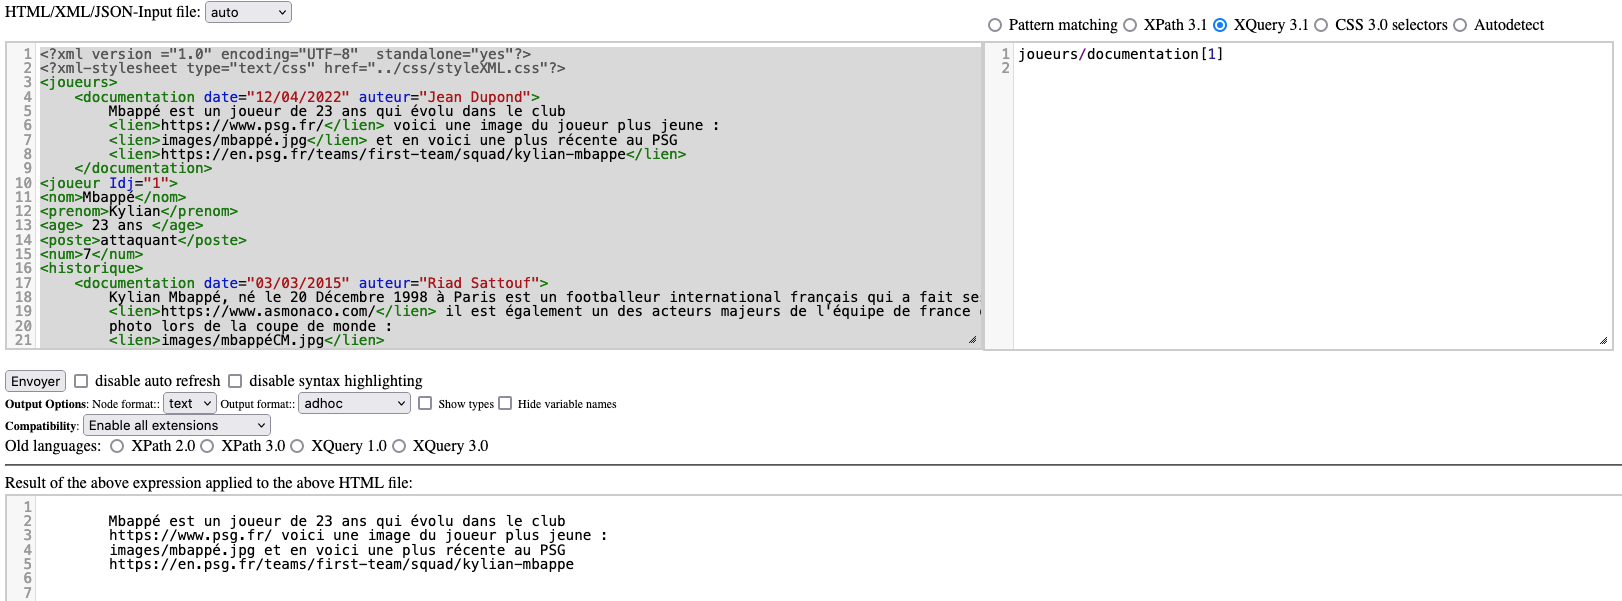 HTML/XML/JSON-Input file: auto
Pattern matching XPath 3.1 XQuery 3.1 CSS 3.0 selectors Autodetect
1 <?xml version ="1.0" encoding="UTF-8"  standalone="yes"?>
2 <?xml-stylesheet type="text/css" href="../css/styleXML.css"?>
3 <joueurs>
4     <documentation date="12/04/2022" auteur="Jean Dupond">
5         Mbappé est un joueur de 23 ans qui évolu dans le club
6         <lien>https://www.psg.fr/</lien> voici une image du joueur plus jeune :
7         <lien>images/mbappé.jpg</lien> et en voici une plus récente au PSG
8         <lien>https://en.psg.fr/teams/first-team/squad/kylian-mbappe</lien>
9     </documentation>
10 <joueur Idj="1">
11 <nom>Mbappé</nom>
12 <prenom>Kylian</prenom>
13 <age> 23 ans </age>
14 <poste>attaquant</poste>
15 <num>7</num>
16 <historique>
17     <documentation date="03/03/2015" auteur="Riad Sattouf">
18         Kylian Mbappé, né le 20 Décembre 1998 à Paris est un footballeur international français qui a fait se
19         <lien>https://www.asmonaco.com/</lien> il est également un des acteurs majeurs de l'équipe de france
20         photo lors de la coupe de monde :
21         <lien>images/mbappéCM.jpg</lien>
1 joueurs/documentation[1]
2
Envoyer disable auto refresh disable syntax highlighting
Output Options: Node format:: text Output format:: adhoc Show types Hide variable names
Compatibility: Enable all extensions
Old languages: XPath 2.0 XPath 3.0 XQuery 1.0 XQuery 3.0
Result of the above expression applied to the above HTML file:
1
2         Mbappé est un joueur de 23 ans qui évolu dans le club
3         https://www.psg.fr/ voici une image du joueur plus jeune :
4         images/mbappé.jpg et en voici une plus récente au PSG
5         https://en.psg.fr/teams/first-team/squad/kylian-mbappe
6
7